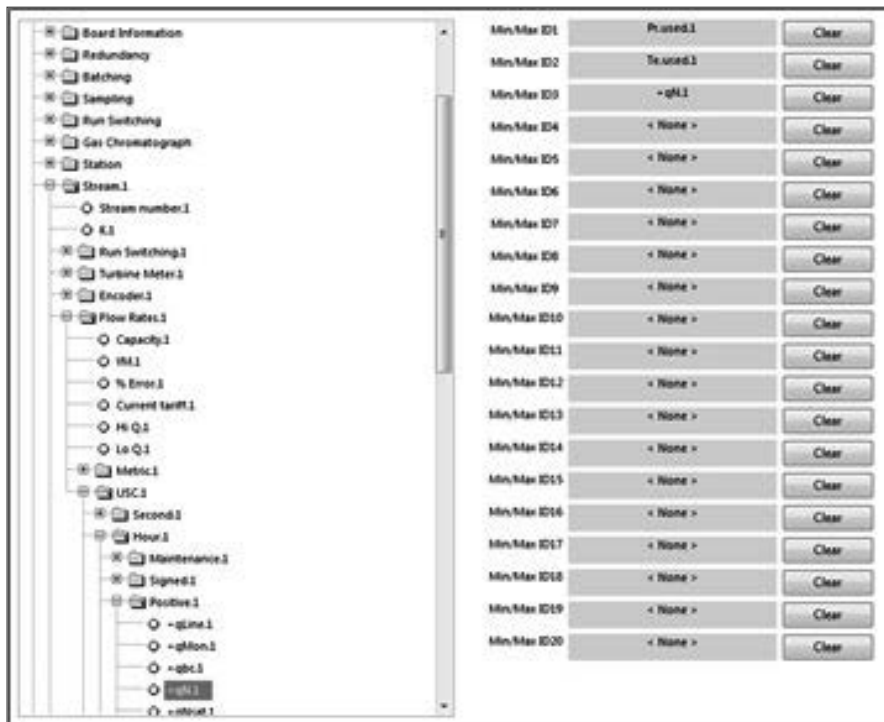 Board Information
Redundancy
Batching
Sampling
Run Switching
Gas Chromatograph
Station
Stream.1
Stream number.1
K.1
Run Switching.1
Turbine Meter.1
Encoder.1
Flow Rates.1
Capacity.1
VM.1
% Error.1
Current tariff.1
Hi Q.1
Lo Q.1
Metric.1
USC.1
Second.1
Hour.1
Maintenance.1
Signed.1
Positive.1
+qLine.1
+qMon.1
+qbc.1
+qN.1
Min/Max ID1 Pr.used.1 Clear
Min/Max ID2 Te.used.1 Clear
Min/Max ID3 +qN.1 Clear
Min/Max ID4 < None > Clear
Min/Max ID5 < None > Clear
Min/Max ID6 < None > Clear
Min/Max ID7 < None > Clear
Min/Max ID8 < None > Clear
Min/Max ID9 < None > Clear
Min/Max ID10 < None > Clear
Min/Max ID11 < None > Clear
Min/Max ID12 < None > Clear
Min/Max ID13 < None > Clear
Min/Max ID14 < None > Clear
Min/Max ID15 < None > Clear
Min/Max ID16 < None > Clear
Min/Max ID17 < None > Clear
Min/Max ID18 < None > Clear
Min/Max ID19 < None > Clear
Min/Max ID20 < None > Clear